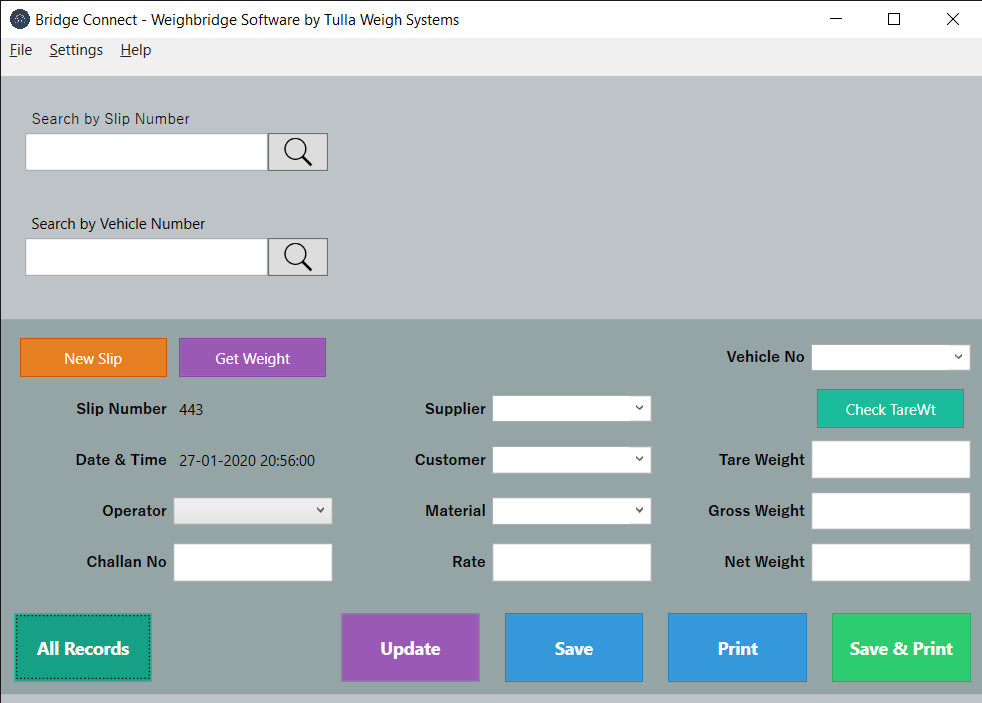 Bridge Connect - Weighbridge Software by Tulla Weigh Systems
File Settings Help
Search by Slip Number
Search by Vehicle Number
New Slip Get Weight Vehicle No
Slip Number 443 Supplier Check TareWt
Date & Time 27-01-2020 20:56:00 Customer Tare Weight
Operator Material Gross Weight
Challan No Rate Net Weight
All Records Update Save Print Save & Print